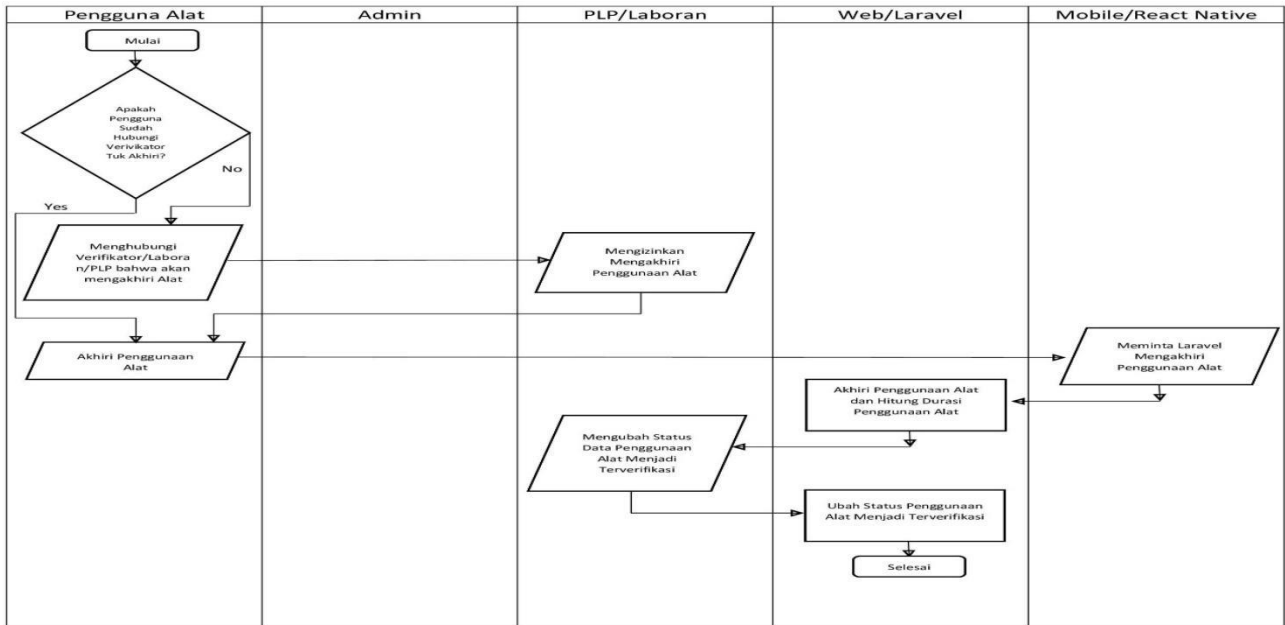 Pengguna Alat
Admin
PLP/Laboran
Web/Laravel
Mobile/React Native
Mulai
Apakah
Pengguna
Sudah
Hubungi
Verivikator
Tuk Akhiri?
No
Yes
Menghubungi
Verifikator/Labora
n/PLP bahwa akan
mengakhiri Alat
Mengizinkan
Mengakhiri
Penggunaan Alat
Akhiri Penggunaan
Alat
Meminta Laravel
Mengakhiri
Penggunaan Alat
Akhiri Penggunaan Alat
dan Hitung Durasi
Penggunaan Alat
Mengubah Status
Data Penggunaan
Alat Menjadi
Terverifikasi
Ubah Status Penggunaan
Alat Menjadi Terverifikasi
Selesai